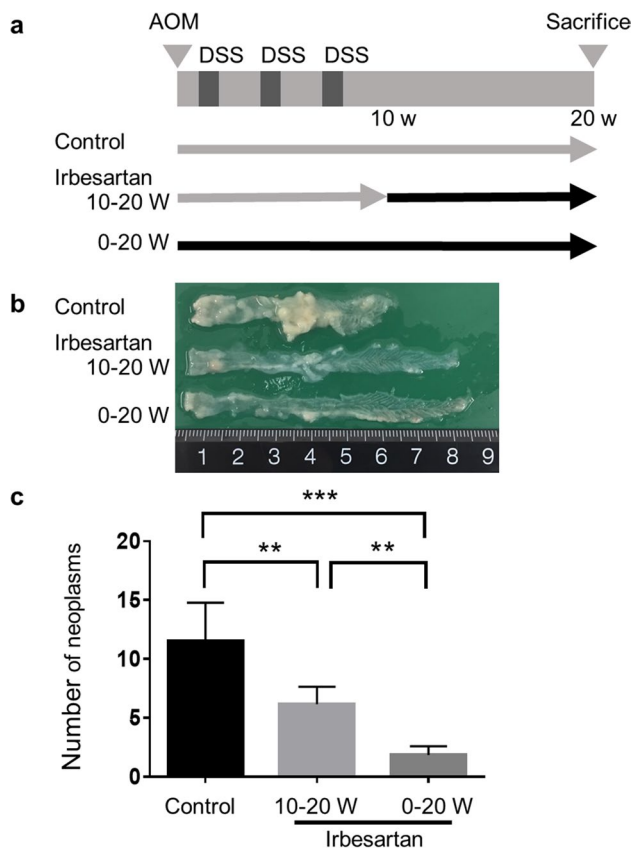 a
AOM Sacrifice
DSS DSS DSS
10 w 20 w
Control
Irbesartan
10-20 W
0-20 W
b
Control
Irbesartan
10-20 W
0-20 W
1 2 3 4 5 6 7 8 9
c
***
** **
Number of neoplasms
20
15
10
5
0
Control 10-20 W 0-20 W
Irbesartan